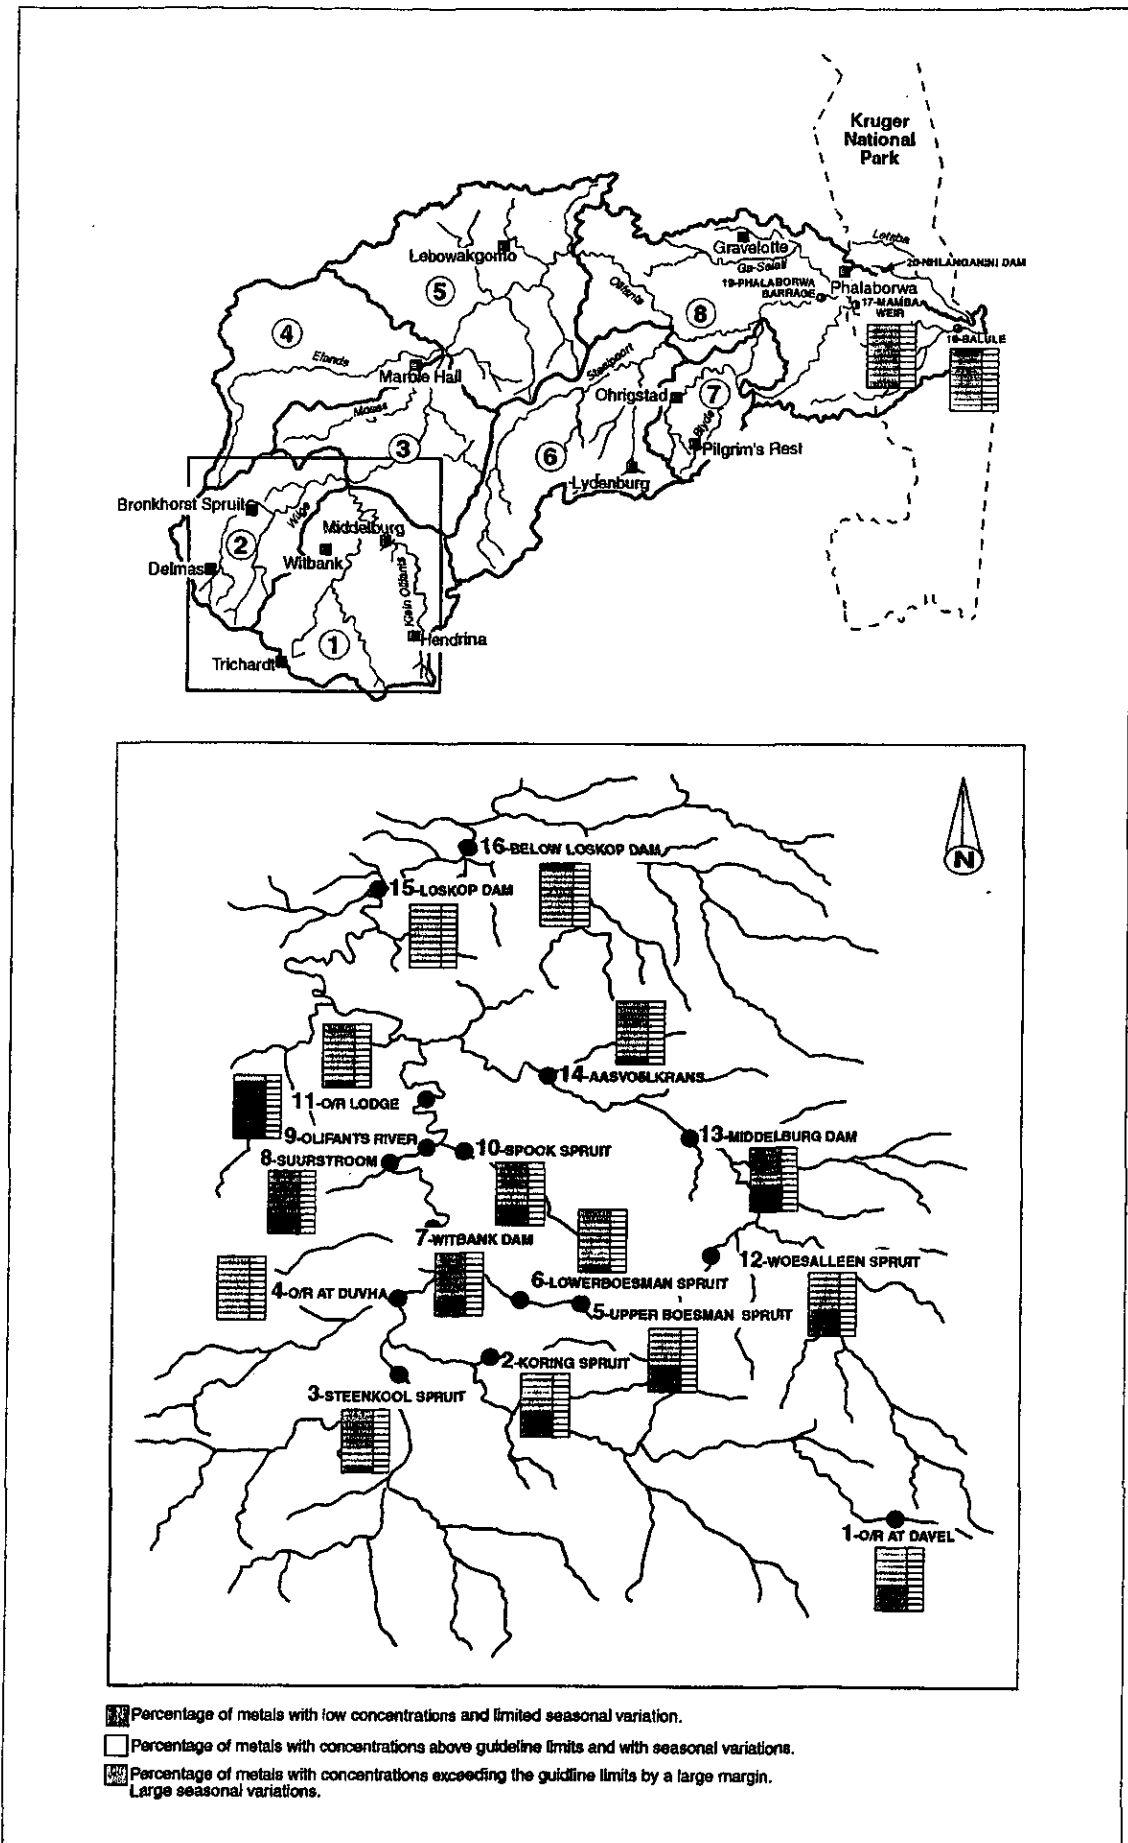 Kruger
National
Park
Letaba
Gravelotte
Ga-Selati
20-NHLANGANINI DAM
Lebowakgomo
Olifants
19-PHALABORWA
BARRAGE
Phalaborwa
17-MAMBA
WEIR
5
8
4
18-BALULE
Elands
Steelpoort
Marble Hall
Ohrigstad
7
Moses
Blyde
3
6
Pilgrim's Rest
Lydenburg
Bronkhorst Spruit
Wilge
Middelburg
2
Witbank
Delmas
Klein Olifants
1
Hendrina
Trichardt
16-BELOW LOSKOP DAM
N
15-LOSKOP DAM
14-AASVOËLKRANS
11-O/R LODGE
13-MIDDELBURG DAM
9-OLIFANTS RIVER
10-SPOOK SPRUIT
8-SUURSTROOM
7-WITBANK DAM
12-WOESALLEEN SPRUIT
6-LOWERBOESMAN SPRUIT
4-O/R AT DUVHA
5-UPPER BOESMAN SPRUIT
2-KORING SPRUIT
3-STEENKOOL SPRUIT
1-O/R AT DAVEL
Percentage of metals with low concentrations and limited seasonal variation.
Percentage of metals with concentrations above guideline limits and with seasonal variations.
Percentage of metals with concentrations exceeding the guidline limits by a large margin.
Large seasonal variations.